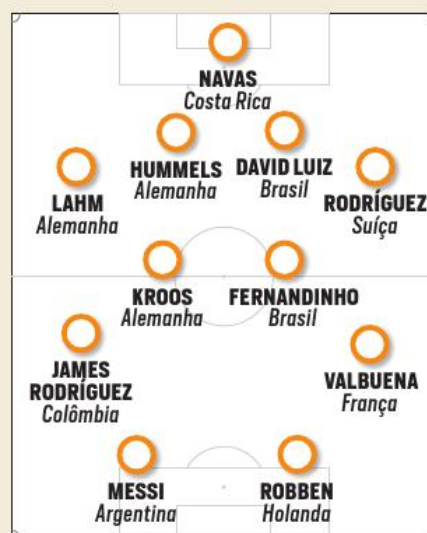 NAVAS
Costa Rica
HUMMELS
Alemanha
DAVID LUIZ
Brasil
LAHM
Alemanha
RODRÍGUEZ
Suíça
KROOS
Alemanha
FERNANDINHO
Brasil
JAMES
RODRÍGUEZ
Colômbia
VALBUENA
França
MESSI
Argentina
ROBBEN
Holanda